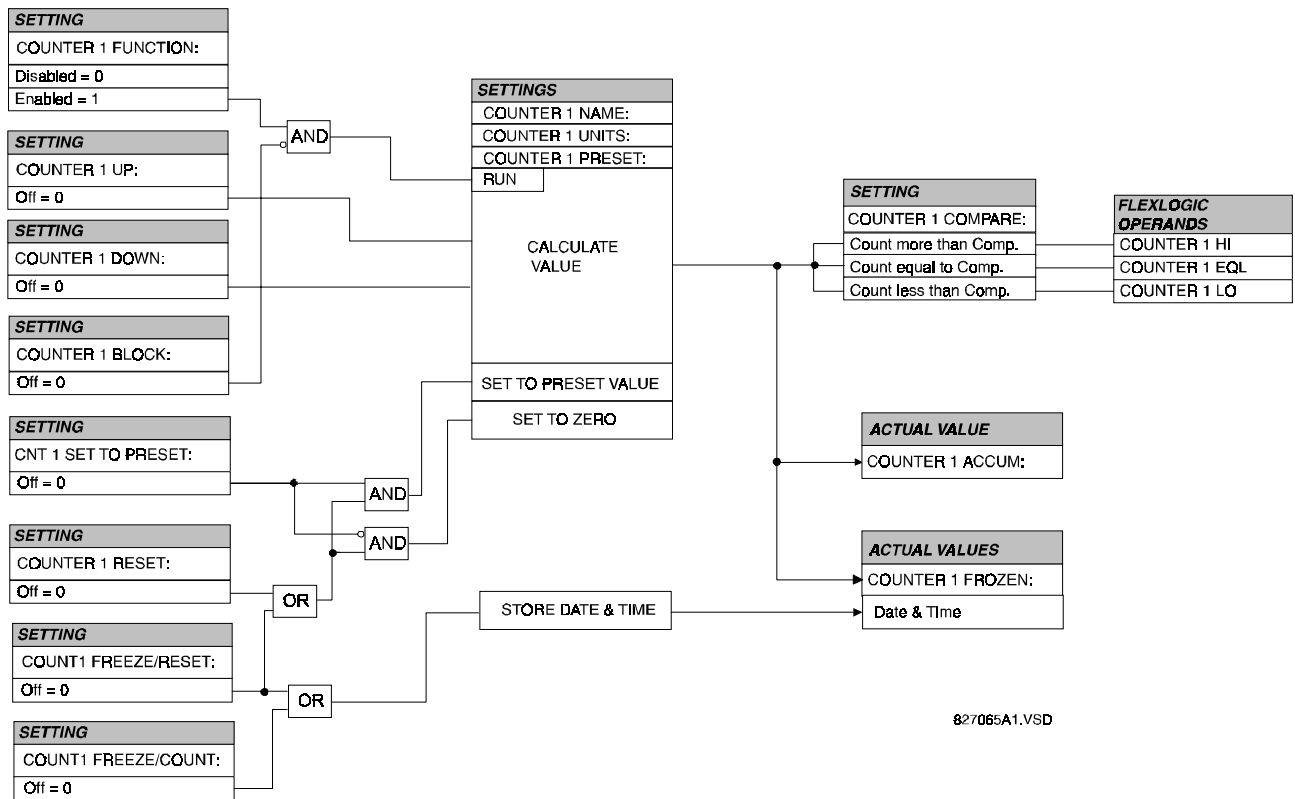 SETTING
COUNTER 1 FUNCTION:
Disabled = 0
Enabled = 1
SETTING
COUNTER 1 UP:
Off = 0
SETTING
COUNTER 1 DOWN:
Off = 0
SETTING
COUNTER 1 BLOCK:
Off = 0
SETTING
CNT 1 SET TO PRESET:
Off = 0
SETTING
COUNTER 1 RESET:
Off = 0
SETTING
COUNT1 FREEZE/RESET:
Off = 0
SETTING
COUNT1 FREEZE/COUNT:
Off = 0
AND
AND
AND
OR
OR
SETTINGS
COUNTER 1 NAME:
COUNTER 1 UNITS:
COUNTER 1 PRESET:
RUN
CALCULATE
VALUE
SET TO PRESET VALUE
SET TO ZERO
STORE DATE & TIME
SETTING
COUNTER 1 COMPARE:
Count more than Comp.
Count equal to Comp.
Count less than Comp.
FLEXLOGIC
OPERANDS
COUNTER 1 HI
COUNTER 1 EQL
COUNTER 1 LO
ACTUAL VALUE
COUNTER 1 ACCUM:
ACTUAL VALUES
COUNTER 1 FROZEN:
Date & Time
827065A1.VSD